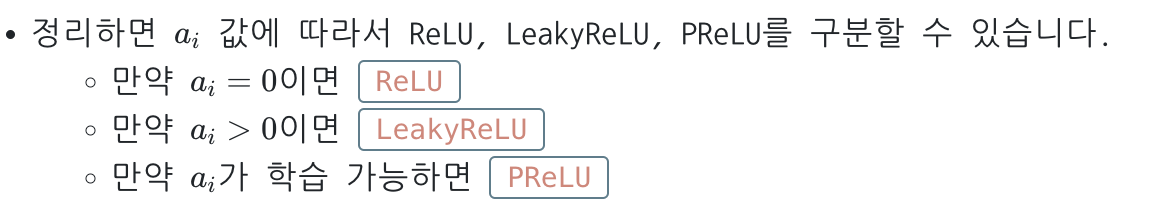 • 정리하면 aᵢ 값에 따라서 ReLU, LeakyReLU, PReLU를 구분할 수 있습니다.
◦ 만약 aᵢ = 0이면 ReLU
◦ 만약 aᵢ > 0이면 LeakyReLU
◦ 만약 aᵢ가 학습 가능하면 PReLU